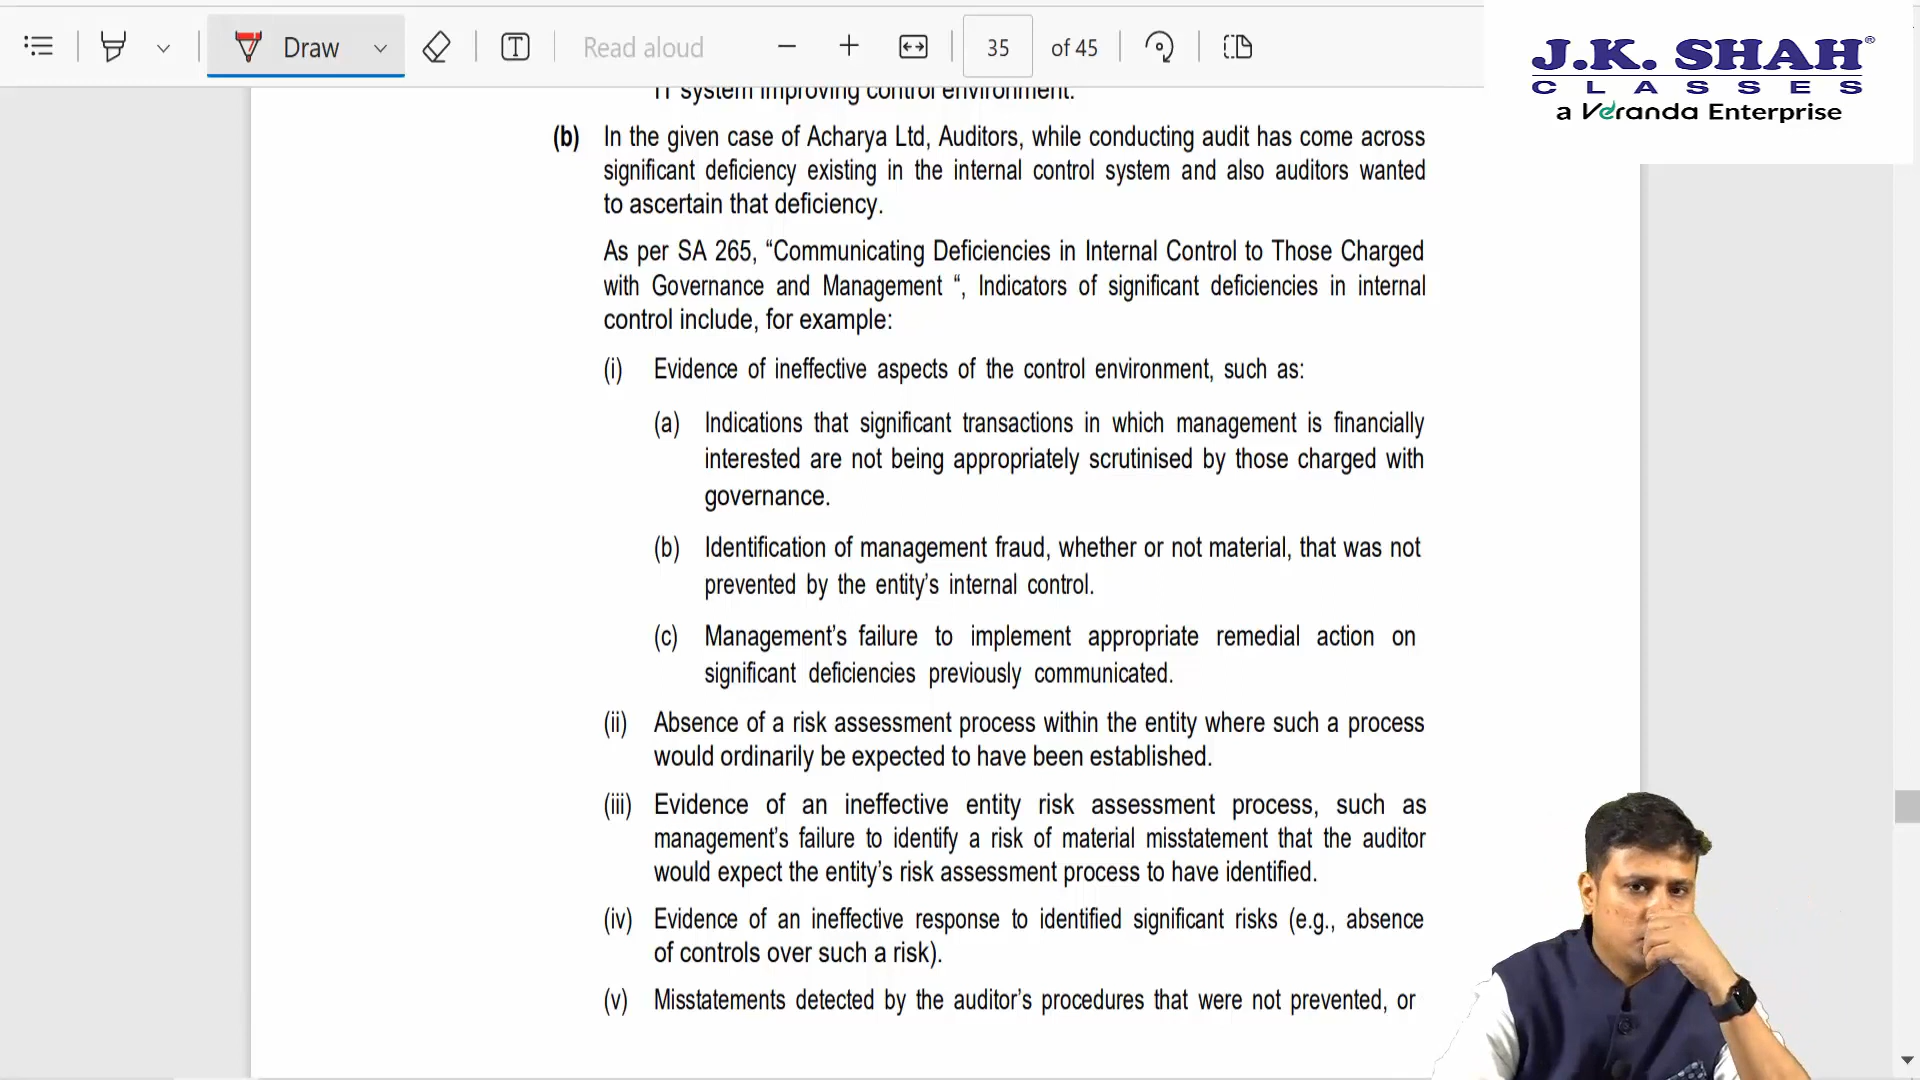 Draw
Read aloud
35
of 45
J.K. SHAH®
CLASSES
a Veranda Enterprise
IT system improving control environment.
(b) In the given case of Acharya Ltd, Auditors, while conducting audit has come across
significant deficiency existing in the internal control system and also auditors wanted
to ascertain that deficiency.
As per SA 265, “Communicating Deficiencies in Internal Control to Those Charged
with Governance and Management “, Indicators of significant deficiencies in internal
control include, for example:
(i) Evidence of ineffective aspects of the control environment, such as:
(a) Indications that significant transactions in which management is financially
interested are not being appropriately scrutinised by those charged with
governance.
(b) Identification of management fraud, whether or not material, that was not
prevented by the entity’s internal control.
(c) Management’s failure to implement appropriate remedial action on
significant deficiencies previously communicated.
(ii) Absence of a risk assessment process within the entity where such a process
would ordinarily be expected to have been established.
(iii) Evidence of an ineffective entity risk assessment process, such as
management’s failure to identify a risk of material misstatement that the auditor
would expect the entity’s risk assessment process to have identified.
(iv) Evidence of an ineffective response to identified significant risks (e.g., absence
of controls over such a risk).
(v) Misstatements detected by the auditor’s procedures that were not prevented, or